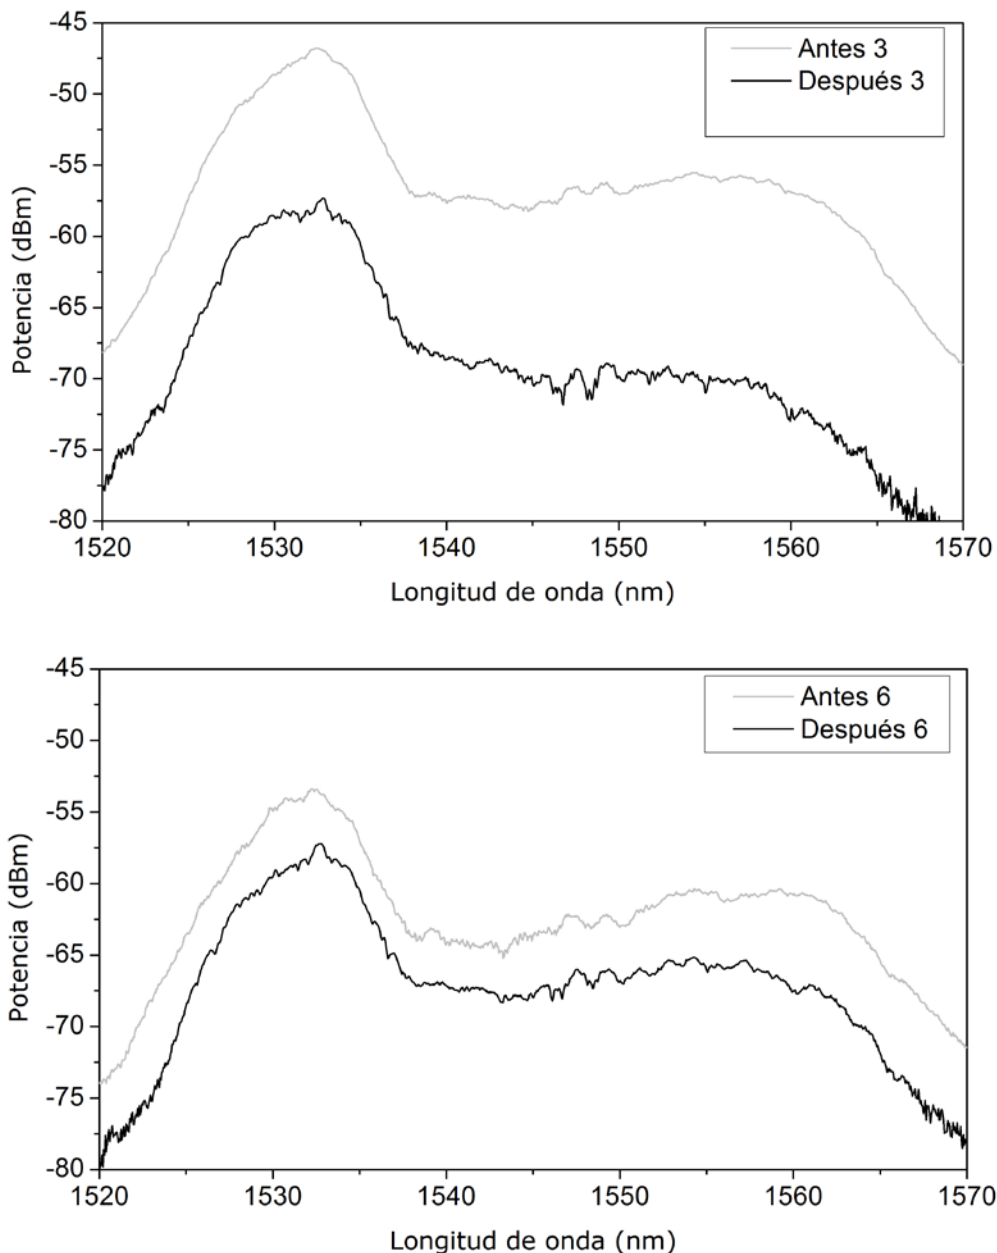 -45
-50
-55
-60
-65
-70
-75
-80
Potencia (dBm)
Antes 3
Después 3
1520 1530 1540 1550 1560 1570
Longitud de onda (nm)
-45
-50
-55
-60
-65
-70
-75
-80
Potencia (dBm)
Antes 6
Después 6
1520 1530 1540 1550 1560 1570
Longitud de onda (nm)